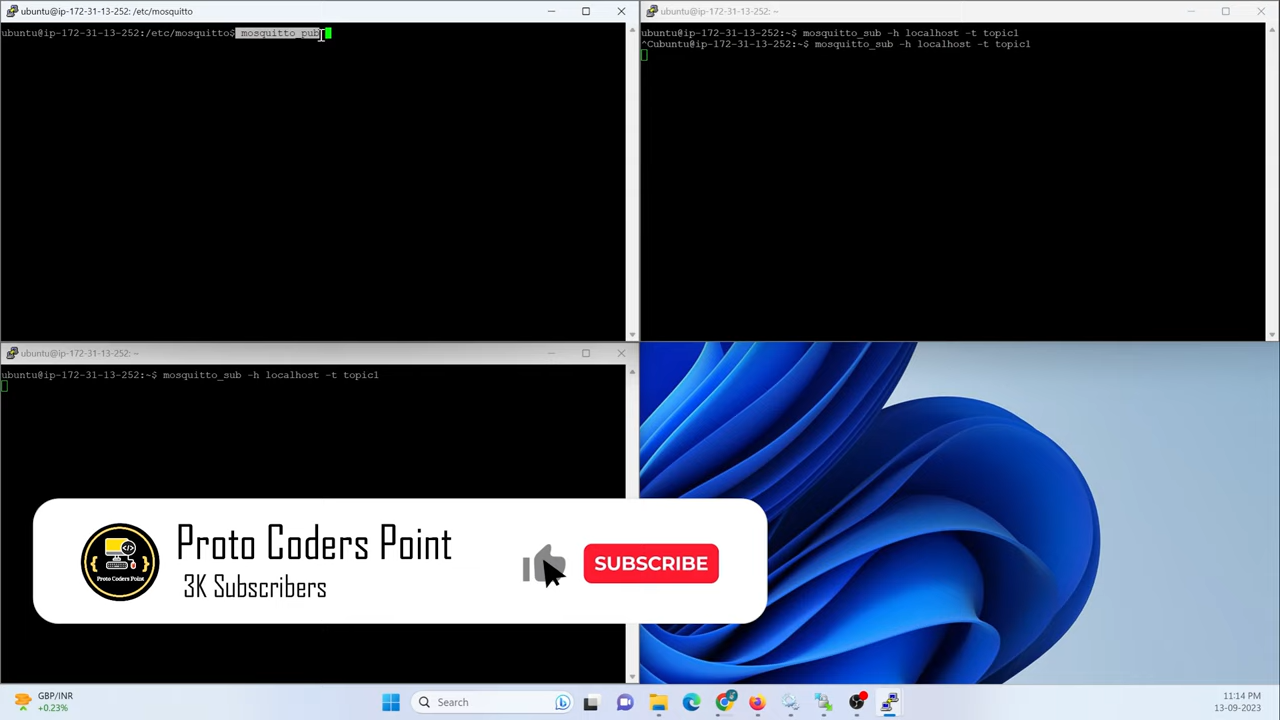 ubuntu@ip-172-31-13-252: /etc/mosquitto
ubuntu@ip-172-31-13-252:/etc/mosquitto$ mosquitto_pub
ubuntu@ip-172-31-13-252: ~
ubuntu@ip-172-31-13-252:~$ mosquitto_sub -h localhost -t topic1
^Cubuntu@ip-172-31-13-252:~$ mosquitto_sub -h localhost -t topic1
ubuntu@ip-172-31-13-252: ~
ubuntu@ip-172-31-13-252:~$ mosquitto_sub -h localhost -t topic1
Proto Coders Point
Proto Coders Point
3K Subscribers
SUBSCRIBE
GBP/INR
+0.23%
Search
11:14 PM
13-09-2023